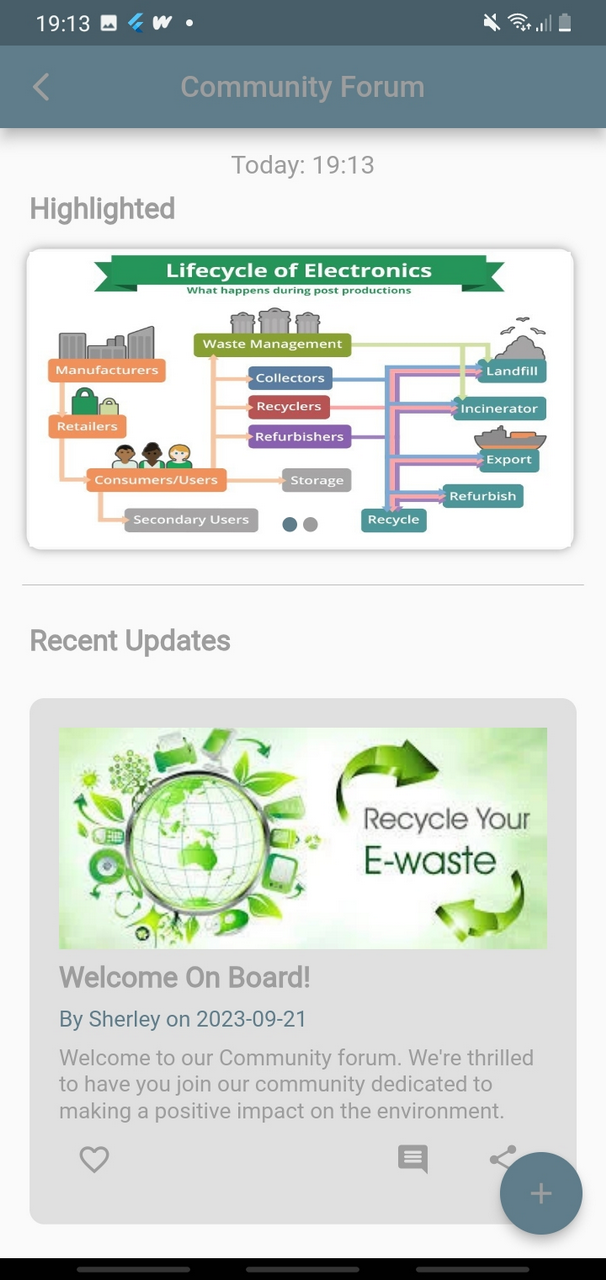 19:13
Community Forum
Today: 19:13
Highlighted
Lifecycle of Electronics
What happens during post productions
Waste Management
Manufacturers
Collectors
Landfill
Recyclers
Incinerator
Retailers
Refurbishers
Export
Consumers/Users
Storage
Refurbish
Secondary Users
Recycle
Recent Updates
Recycle Your
E-waste
Welcome On Board!
By Sherley on 2023-09-21
Welcome to our Community forum. We're thrilled
to have you join our community dedicated to
making a positive impact on the environment.